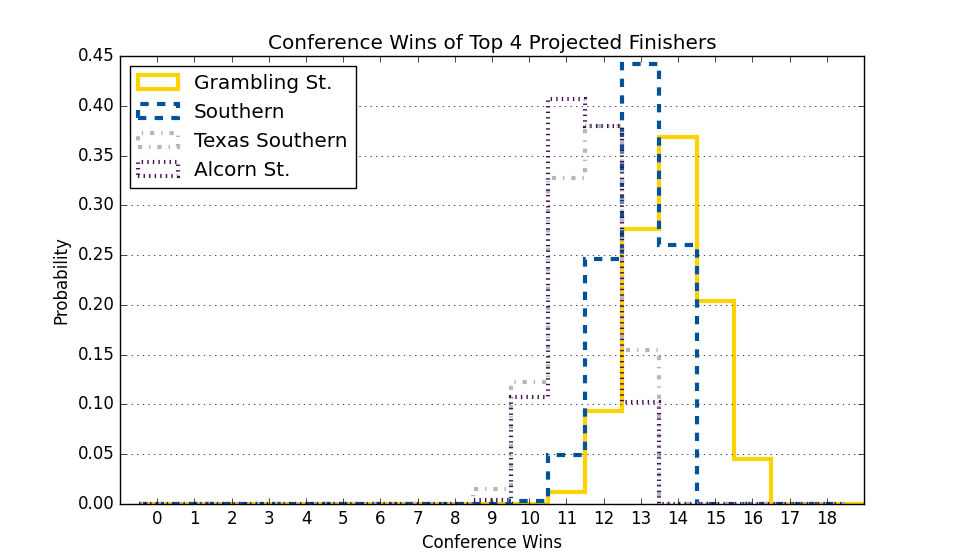 Conference Wins of Top 4 Projected Finishers
Grambling St.
Southern
Texas Southern
Alcorn St.
Probability
0.45
0.40
0.35
0.30
0.25
0.20
0.15
0.10
0.05
0.00
0 1 2 3 4 5 6 7 8 9 10 11 12 13 14 15 16 17 18
Conference Wins